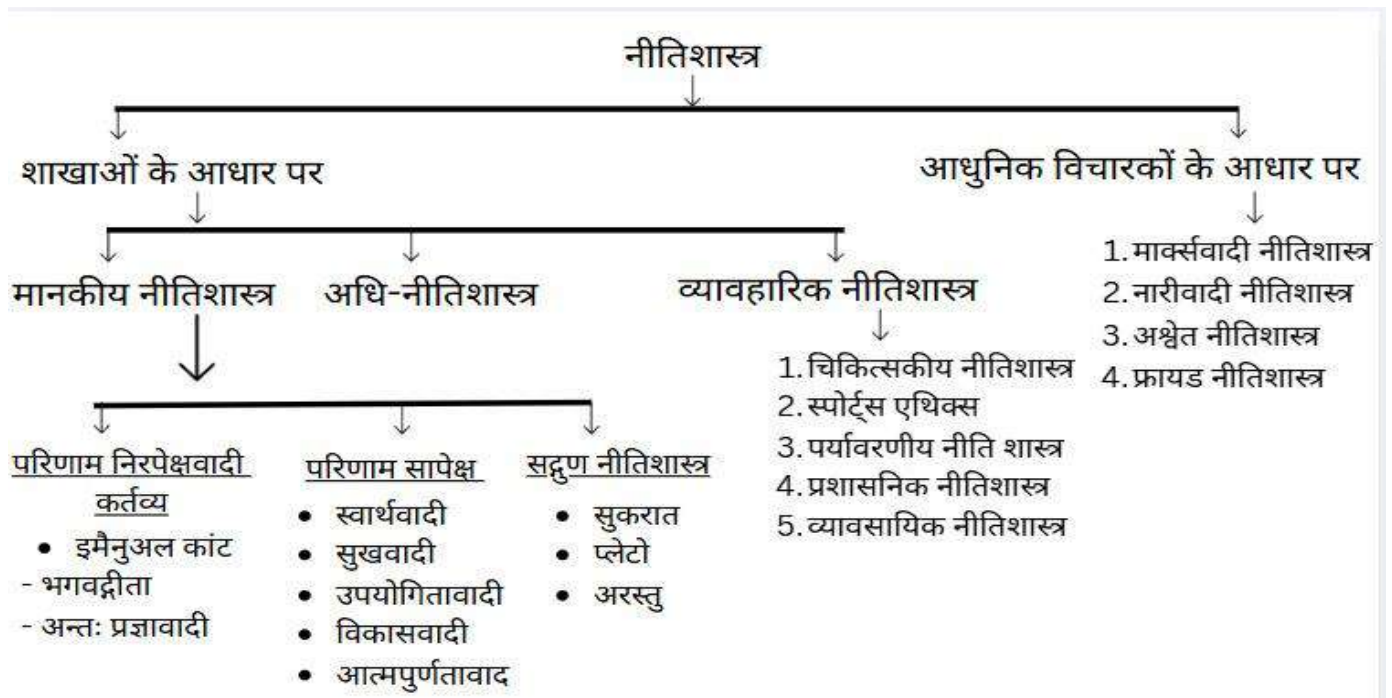 नीतिशास्त्र
शाखाओं के आधार पर
आधुनिक विचारकों के आधार पर
मानकीय नीतिशास्त्र
अधि-नीतिशास्त्र
व्यावहारिक नीतिशास्त्र
1. मार्क्सवादी नीतिशास्त्र
2. नारीवादी नीतिशास्त्र
3. अश्वेत नीतिशास्त्र
4. फ्रायड नीतिशास्त्र
1. चिकित्सकीय नीतिशास्त्र
2. स्पोर्ट्स एथिक्स
3. पर्यावरणीय नीति शास्त्र
4. प्रशासनिक नीतिशास्त्र
5. व्यावसायिक नीतिशास्त्र
परिणाम निरपेक्षवादी
कर्तव्य
• इमैनुअल कांट
- भगवद्गीता
- अन्तः प्रज्ञावादी
परिणाम सापेक्ष
• स्वार्थवादी
• सुखवादी
• उपयोगितावादी
• विकासवादी
• आत्मपुर्णतावाद
सद्गुण नीतिशास्त्र
• सुकरात
• प्लेटो
• अरस्तु